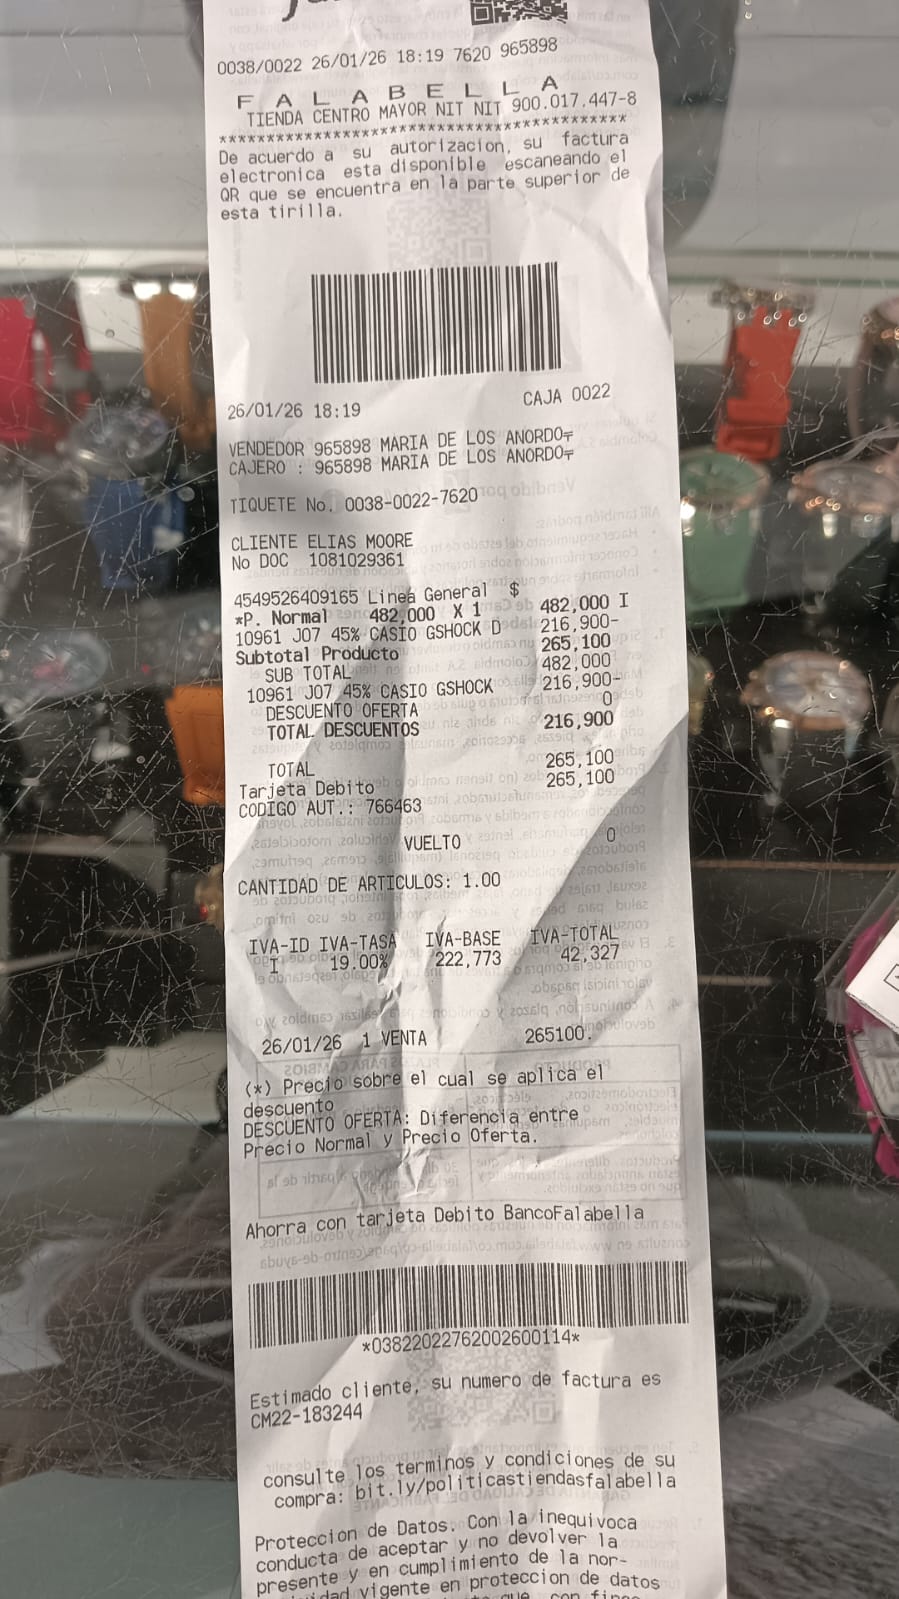 0038/0022 26/01/26 18:19 7620 965898
F A L A B E L L A
TIENDA CENTRO MAYOR NIT NIT 900.017.447-8
*******************************************
De acuerdo a su autorizacion, su factura
electronica esta disponible escaneando el
QR que se encuentra en la parte superior de
esta tirilla.
26/01/26 18:19 CAJA 0022
VENDEDOR 965898 MARIA DE LOS ANORDO
CAJERO : 965898 MARIA DE LOS ANORDO
TIQUETE No. 0038-0022-7620
CLIENTE ELIAS MOORE
No DOC 1081029361
4549526409165 Linea General $
*P. Normal 482,000 X 1 482,000 I
10961 J07 45% CASIO GSHOCK D 216,900-
Subtotal Producto 265,100
SUB TOTAL 482,000
10961 J07 45% CASIO GSHOCK 216,900-
DESCUENTO OFERTA 0
TOTAL DESCUENTOS 216,900
TOTAL 265,100
Tarjeta Debito 265,100
CODIGO AUT.: 766463
VUELTO 0
CANTIDAD DE ARTICULOS: 1.00
IVA-ID IVA-TASA IVA-BASE IVA-TOTAL
I 19.00% 222,773 42,327
26/01/26 1 VENTA 265100.
(*) Precio sobre el cual se aplica el
descuento
DESCUENTO OFERTA: Diferencia entre
Precio Normal y Precio Oferta.
Ahorra con tarjeta Debito BancoFalabella
*03822022762002600114*
Estimado cliente, su numero de factura es
CM22-183244
consulte los terminos y condiciones de su
compra: bit.ly/politicastiendasfalabella
Proteccion de Datos. Con la inequivoca
conducta de aceptar y no devolver la
presente y en cumplimiento de la nor-
vigente en proteccion de datos